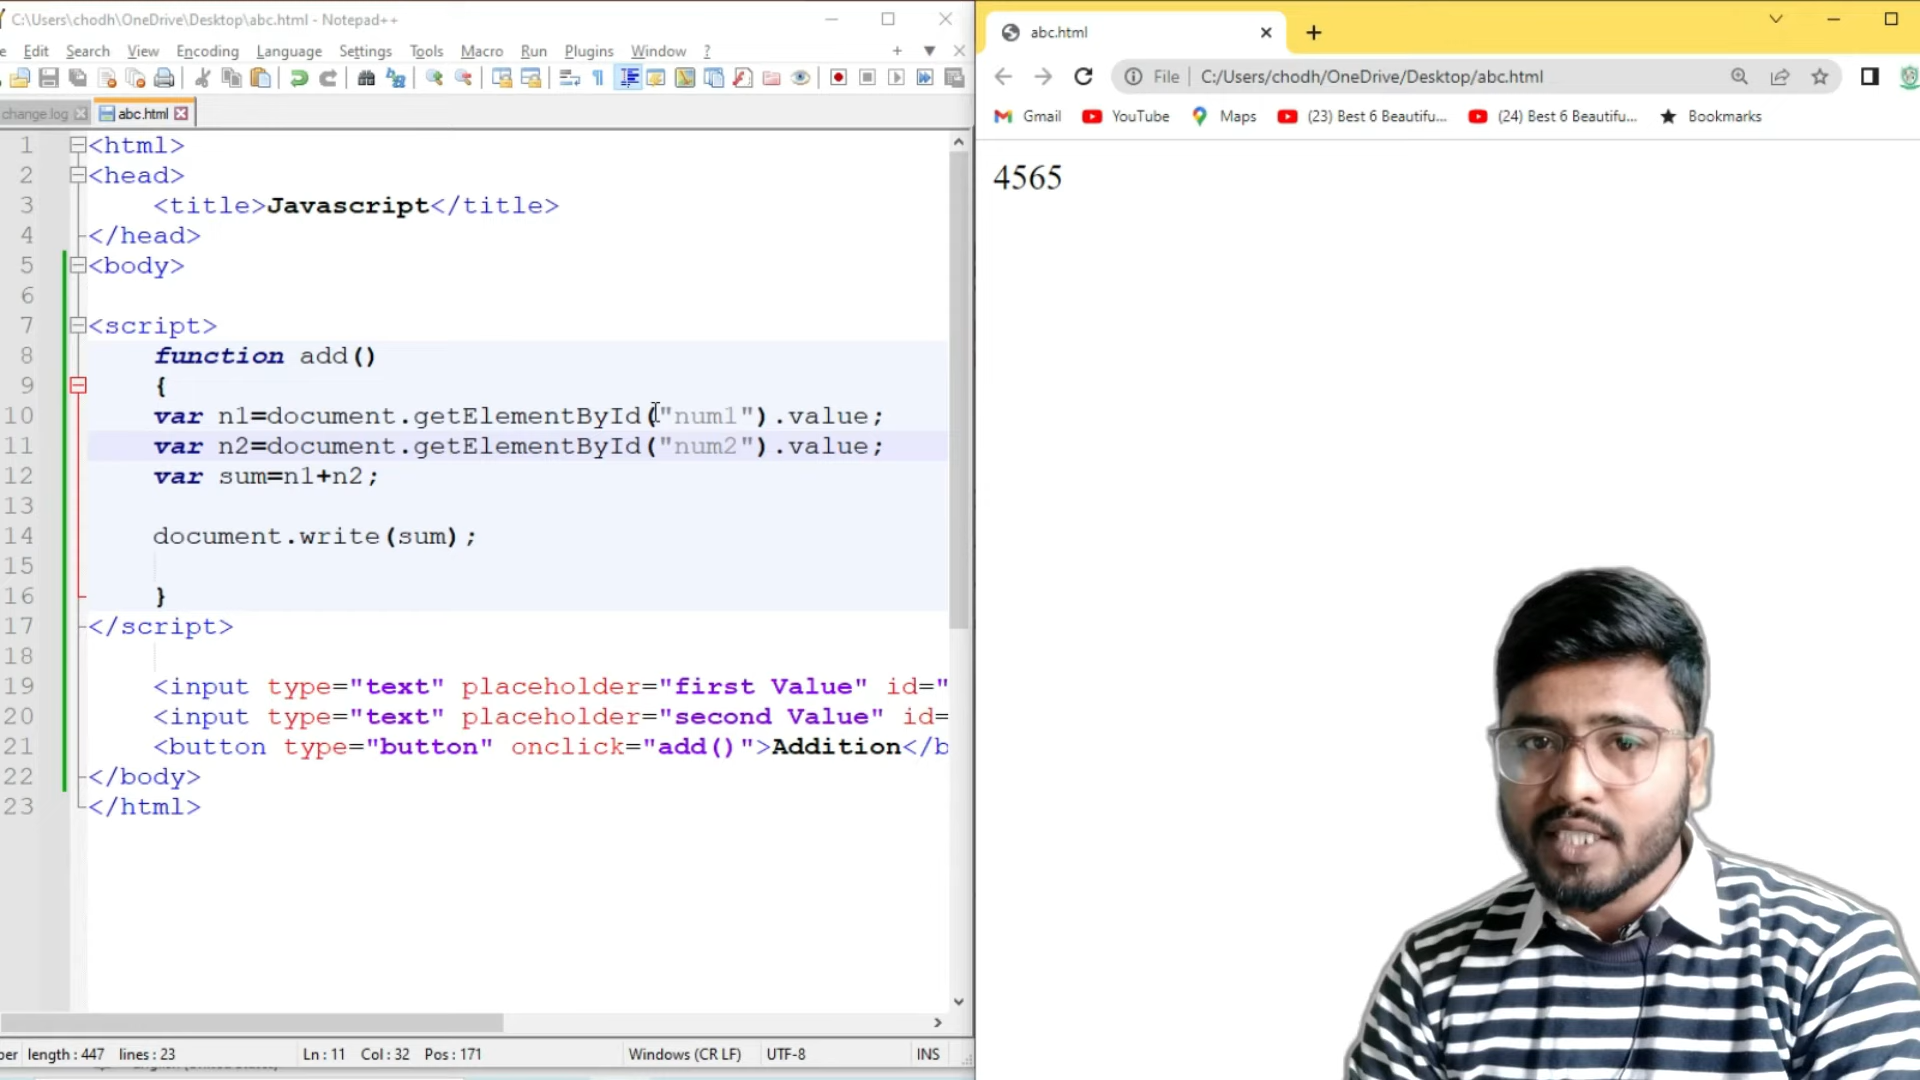 C:\Users\chodh\OneDrive\Desktop\abc.html - Notepad++
Edit Search View Encoding Language Settings Tools Macro Run Plugins Window ?
change.log abc.html
1 <html>
2 <head>
3 <title>Javascript</title>
4 </head>
5 <body>
6
7 <script>
8 function add()
9 {
10 var n1=document.getElementById("num1").value;
11 var n2=document.getElementById("num2").value;
12 var sum=n1+n2;
13
14 document.write(sum);
15
16 }
17 </script>
18
19 <input type="text" placeholder="first Value" id="
20 <input type="text" placeholder="second Value" id=
21 <button type="button" onclick="add()">Addition</b
22 </body>
23 </html>
length : 447 lines : 23 Ln : 11 Col : 32 Pos : 171 Windows (CR LF) UTF-8 INS
abc.html
File C:/Users/chodh/OneDrive/Desktop/abc.html
Gmail YouTube Maps (23) Best 6 Beautifu... (24) Best 6 Beautifu... Bookmarks
4565